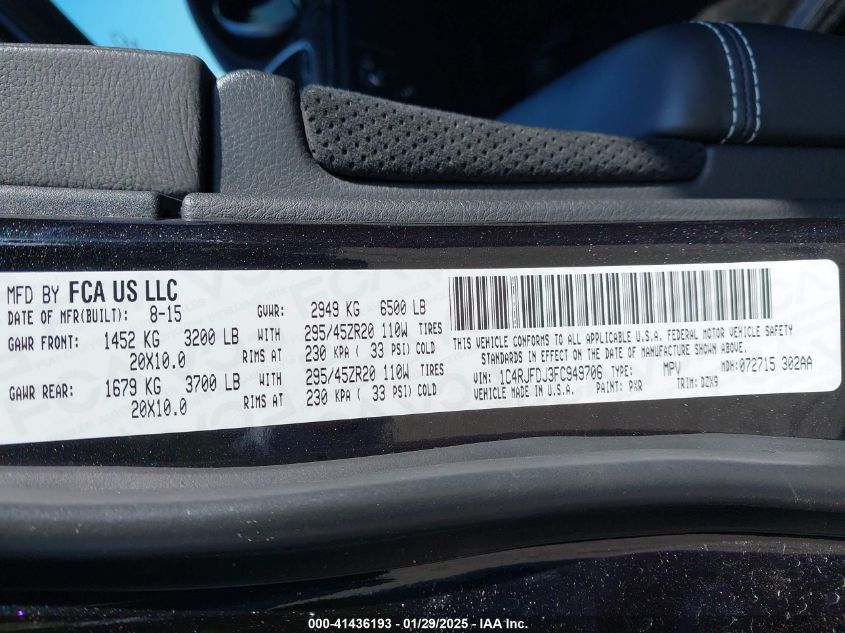 MFD BY FCA US LLC
DATE OF MFR(BUILT): 8-15 GVWR: 2949 KG 6500 LB
GAWR FRONT: 1452 KG 3200 LB WITH 295/45ZR20 110W TIRES
20X10.0 RIMS AT 230 KPA ( 33 PSI) COLD
GAWR REAR: 1679 KG 3700 LB WITH 295/45ZR20 110W TIRES
20X10.0 RIMS AT 230 KPA ( 33 PSI) COLD
THIS VEHICLE CONFORMS TO ALL APPLICABLE U.S.A. FEDERAL MOTOR VEHICLE SAFETY
STANDARDS IN EFFECT ON THE DATE OF MANUFACTURE SHOWN ABOVE.
VIN: 1C4RJFDJ3FC949706 TYPE: MPV MDH: 072715 302AA
VEHICLE MADE IN U.S.A. PAINT: PXR TRIM: DZX9
000-41436193 - 01/29/2025 - IAA Inc.